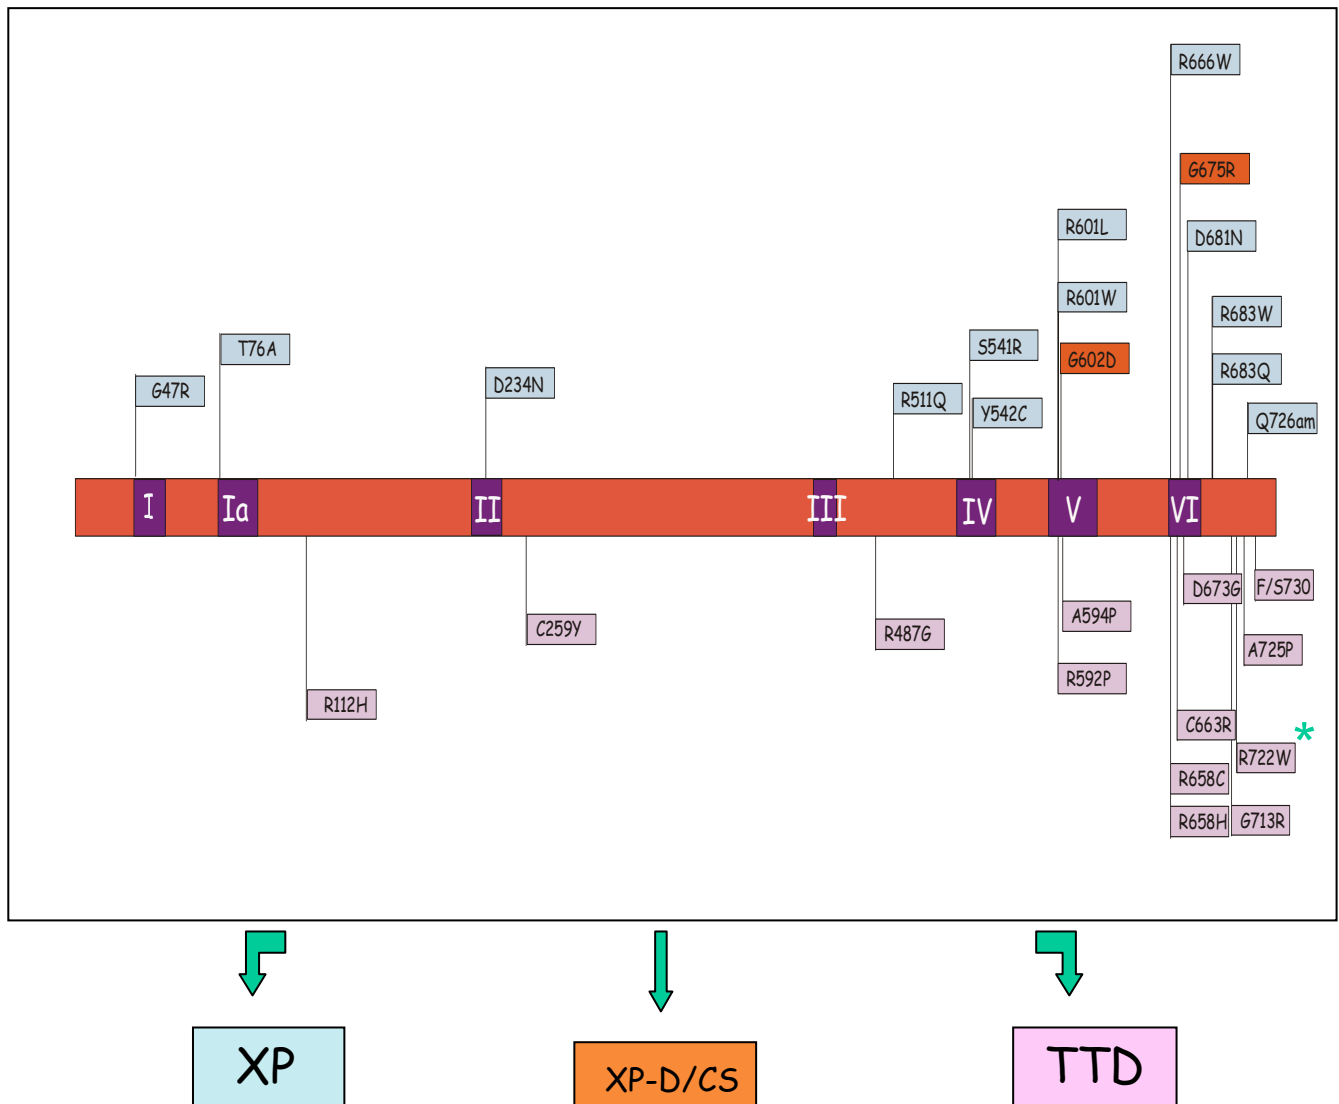 R666W
G675R
R601L
D681N
R601W
R683W
T76A
S541R
G602D
R683Q
G47R
D234N
R511Q
Y542C
Q726am
I
Ia
II
III
IV
V
VI
D673G
F/S730
A594P
C259Y
R487G
A725P
R592P
R112H
C663R
*
R722W
R658C
R658H
G713R
XP
XP-D/CS
TTD